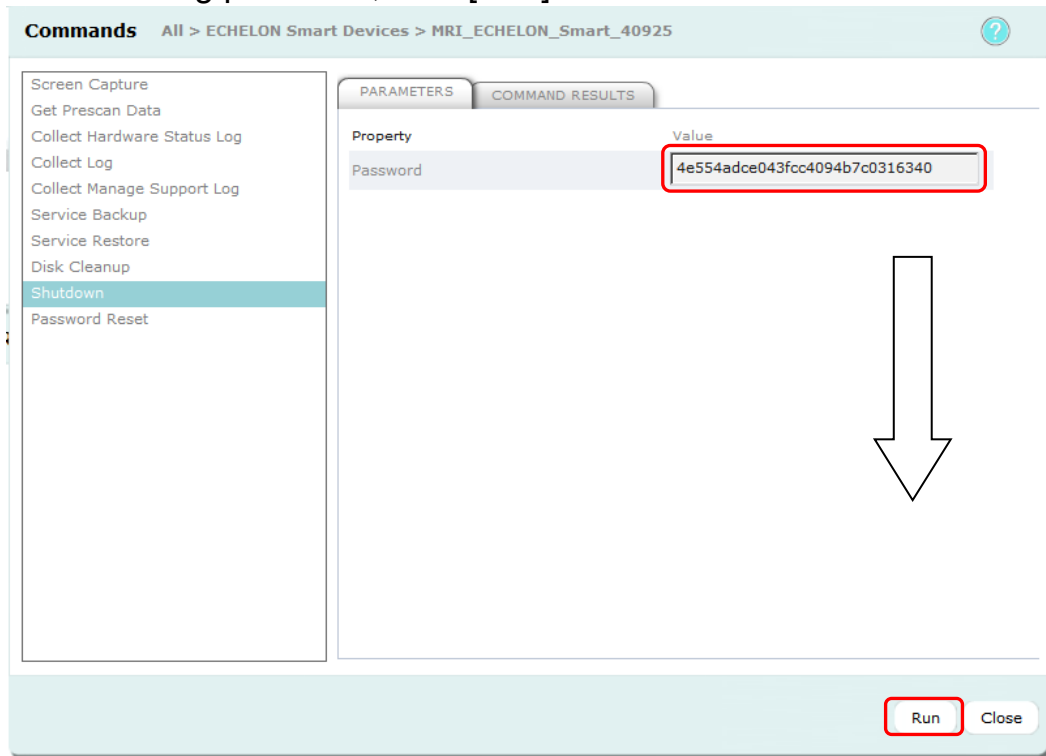 Commands All > ECHELON Smart Devices > MRI_ECHELON_Smart_40925 ?
Screen Capture
Get Prescan Data
Collect Hardware Status Log
Collect Log
Collect Manage Support Log
Service Backup
Service Restore
Disk Cleanup
Shutdown
Password Reset
PARAMETERS COMMAND RESULTS
Property Value
Password 4e554adce043fcc4094b7c0316340
Run Close